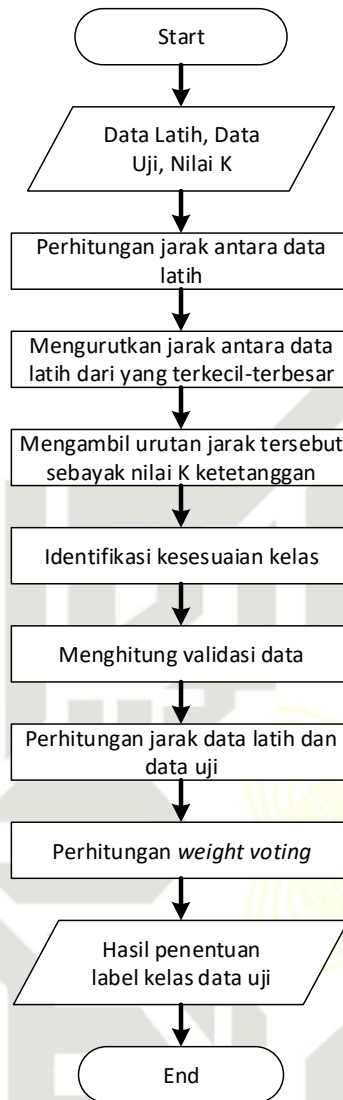 Start
Data Latih, Data
Uji, Nilai K
Perhitungan jarak antara data
latih
Mengurutkan jarak antara data
latih dari yang terkecil-terbesar
Mengambil urutan jarak tersebut
sebayak nilai K ketetanggan
Identifikasi kesesuaian kelas
Menghitung validasi data
Perhitungan jarak data latih dan
data uji
Perhitungan weight voting
Hasil penentuan
label kelas data uji
End